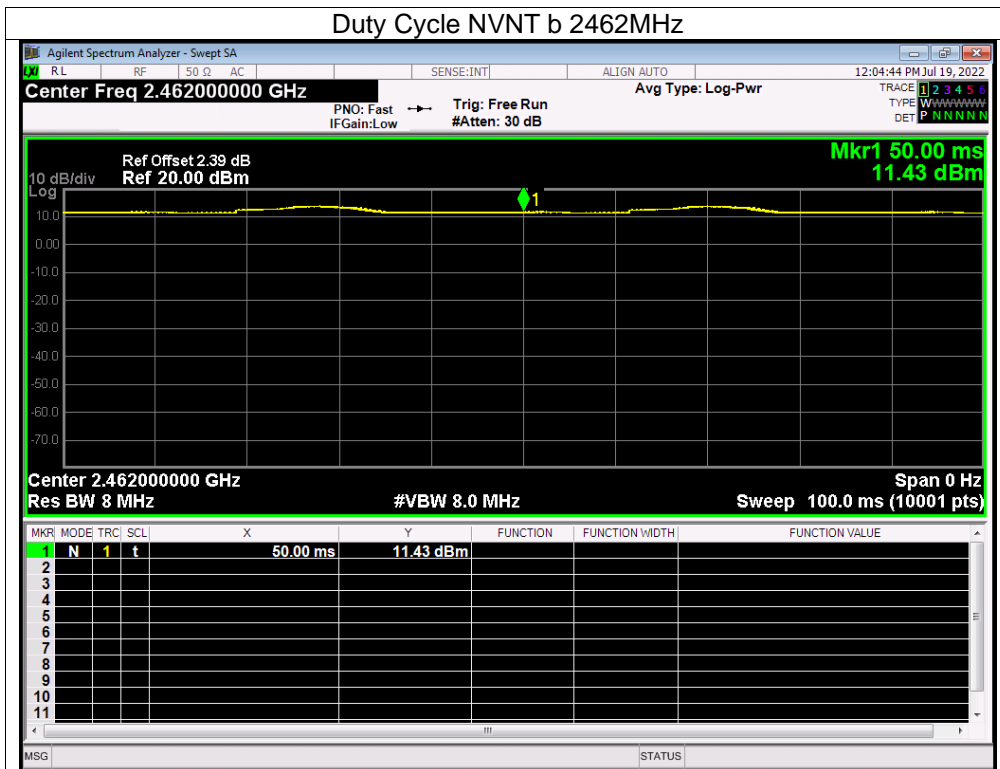 Duty Cycle NVNT b 2462MHz
Agilent Spectrum Analyzer - Swept SA
LXI RL RF 50 Ω AC SENSE:INT ALIGN AUTO 12:04:44 PM Jul 19, 2022
Center Freq 2.462000000 GHz Avg Type: Log-Pwr TRACE 1 2 3 4 5 6
PNO: Fast Trig: Free Run TYPE WWWWWWW
IFGain:Low #Atten: 30 dB DET P N N N N N
Mkr1 50.00 ms
Ref Offset 2.39 dB
10 dB/div Ref 20.00 dBm 11.43 dBm
Log
1
10.0
0.00
-10.0
-20.0
-30.0
-40.0
-50.0
-60.0
-70.0
Center 2.462000000 GHz Span 0 Hz
Res BW 8 MHz #VBW 8.0 MHz Sweep 100.0 ms (10001 pts)
MKR MODE TRC SCL X Y FUNCTION FUNCTION WIDTH FUNCTION VALUE
1 N 1 t 50.00 ms 11.43 dBm
2
3
4
5
6
7
8
9
10
11
MSG STATUS